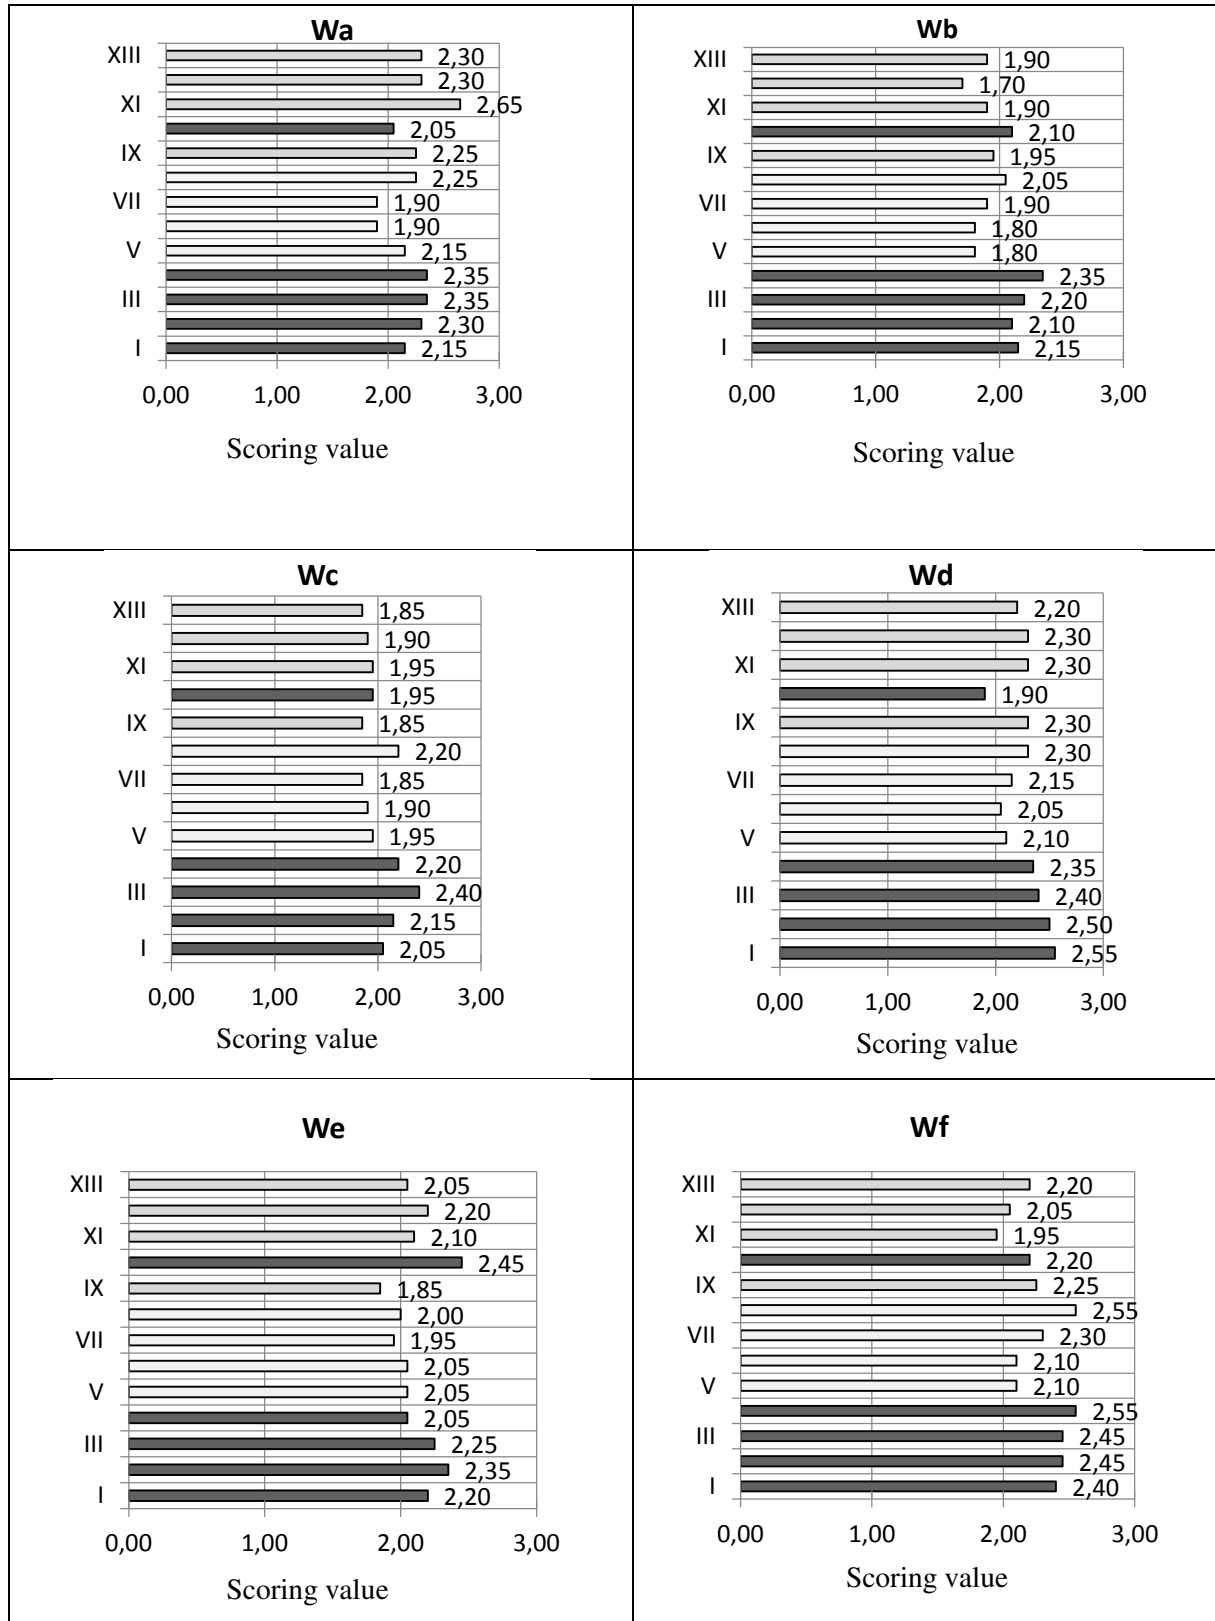 Wa
XIII 2,30
2,30
XI 2,65
2,05
IX 2,25
2,25
VII 1,90
1,90
V 2,15
2,35
III 2,35
2,30
I 2,15
0,00 1,00 2,00 3,00
Scoring value
Wb
XIII 1,90
1,70
XI 1,90
2,10
IX 1,95
2,05
VII 1,90
1,80
V 1,80
2,35
III 2,20
2,10
I 2,15
0,00 1,00 2,00 3,00
Scoring value
Wc
XIII 1,85
1,90
XI 1,95
1,95
IX 1,85
2,20
VII 1,85
1,90
V 1,95
2,20
III 2,40
2,15
I 2,05
0,00 1,00 2,00 3,00
Scoring value
Wd
XIII 2,20
2,30
XI 2,30
1,90
IX 2,30
2,30
VII 2,15
2,05
V 2,10
2,35
III 2,40
2,50
I 2,55
0,00 1,00 2,00 3,00
Scoring value
We
XIII 2,05
2,20
XI 2,10
2,45
IX 1,85
2,00
VII 1,95
2,05
V 2,05
2,05
III 2,25
2,35
I 2,20
0,00 1,00 2,00 3,00
Scoring value
Wf
XIII 2,20
2,05
XI 1,95
2,20
IX 2,25
2,55
VII 2,30
2,10
V 2,10
2,55
III 2,45
2,45
I 2,40
0,00 1,00 2,00 3,00
Scoring value